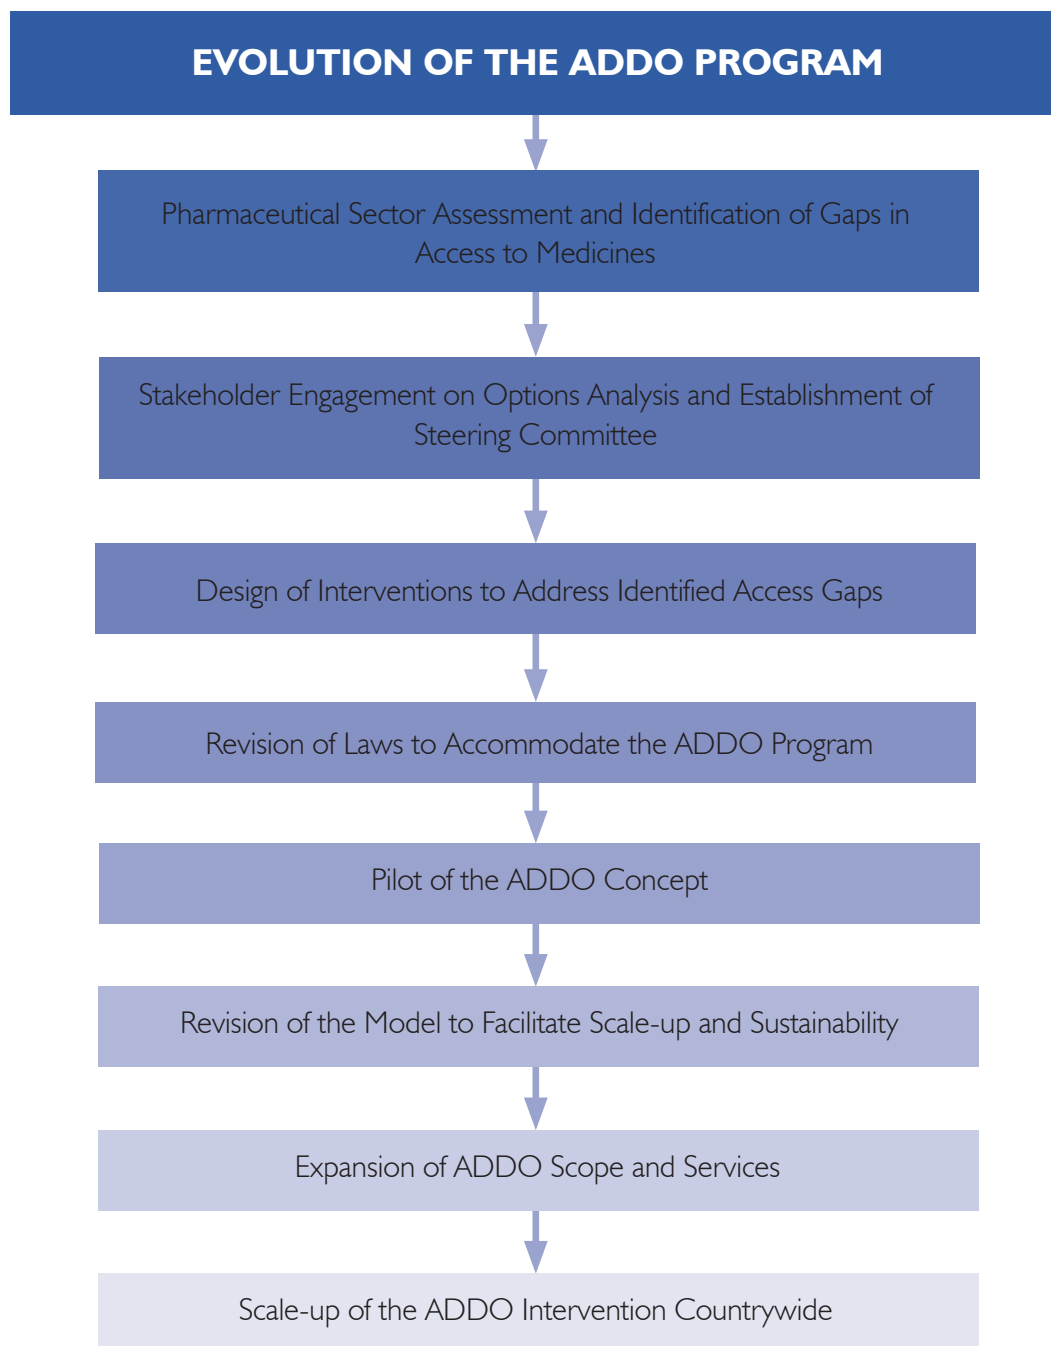 EVOLUTION OF THE ADDO PROGRAM
Pharmaceutical Sector Assessment and Identification of Gaps in
Access to Medicines
Stakeholder Engagement on Options Analysis and Establishment of
Steering Committee
Design of Interventions to Address Identified Access Gaps
Revision of Laws to Accommodate the ADDO Program
Pilot of the ADDO Concept
Revision of the Model to Facilitate Scale-up and Sustainability
Expansion of ADDO Scope and Services
Scale-up of the ADDO Intervention Countrywide